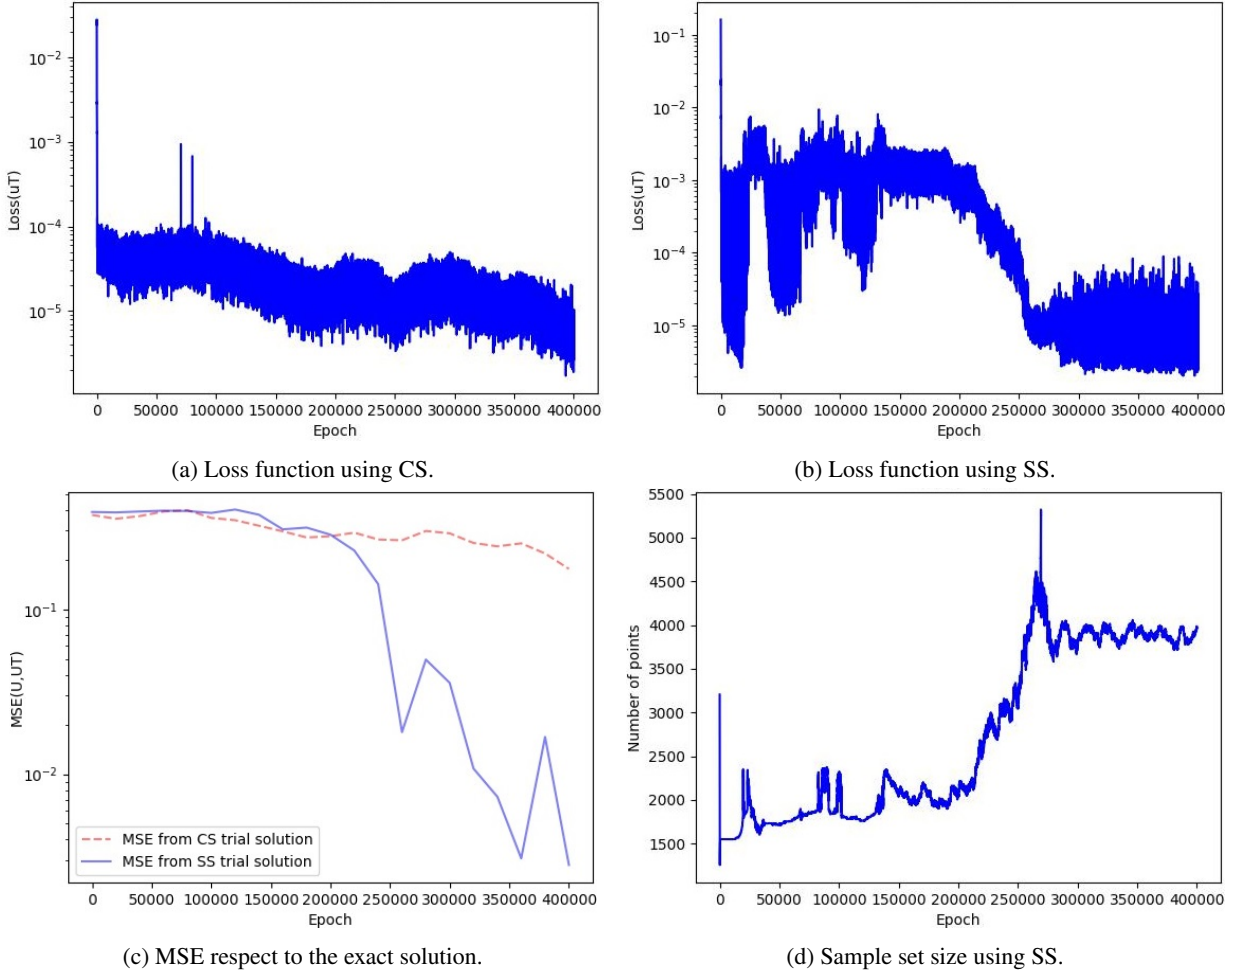 10⁻²
10⁻³
10⁻⁴
10⁻⁵
Loss(uT)
0 50000 100000 150000 200000 250000 300000 350000 400000
Epoch
(a) Loss function using CS.
10⁻¹
10⁻²
10⁻³
10⁻⁴
10⁻⁵
Loss(uT)
0 50000 100000 150000 200000 250000 300000 350000 400000
Epoch
(b) Loss function using SS.
10⁻¹
10⁻²
MSE(U,UT)
MSE from CS trial solution
MSE from SS trial solution
0 50000 100000 150000 200000 250000 300000 350000 400000
Epoch
(c) MSE respect to the exact solution.
5500
5000
4500
4000
3500
3000
2500
2000
1500
Number of points
0 50000 100000 150000 200000 250000 300000 350000 400000
Epoch
(d) Sample set size using SS.